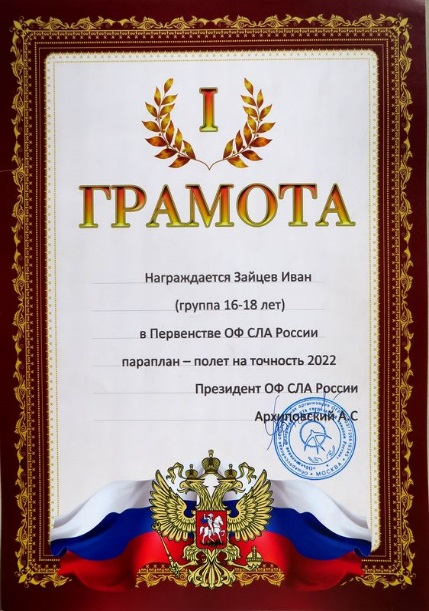 I
ГРАМОТА
Награждается Зайцев Иван
(группа 16-18 лет)
в Первенстве ОФ СЛА России
параплан – полет на точность 2022
Президент ОФ СЛА России
Архиповский А.С
МОСКВА